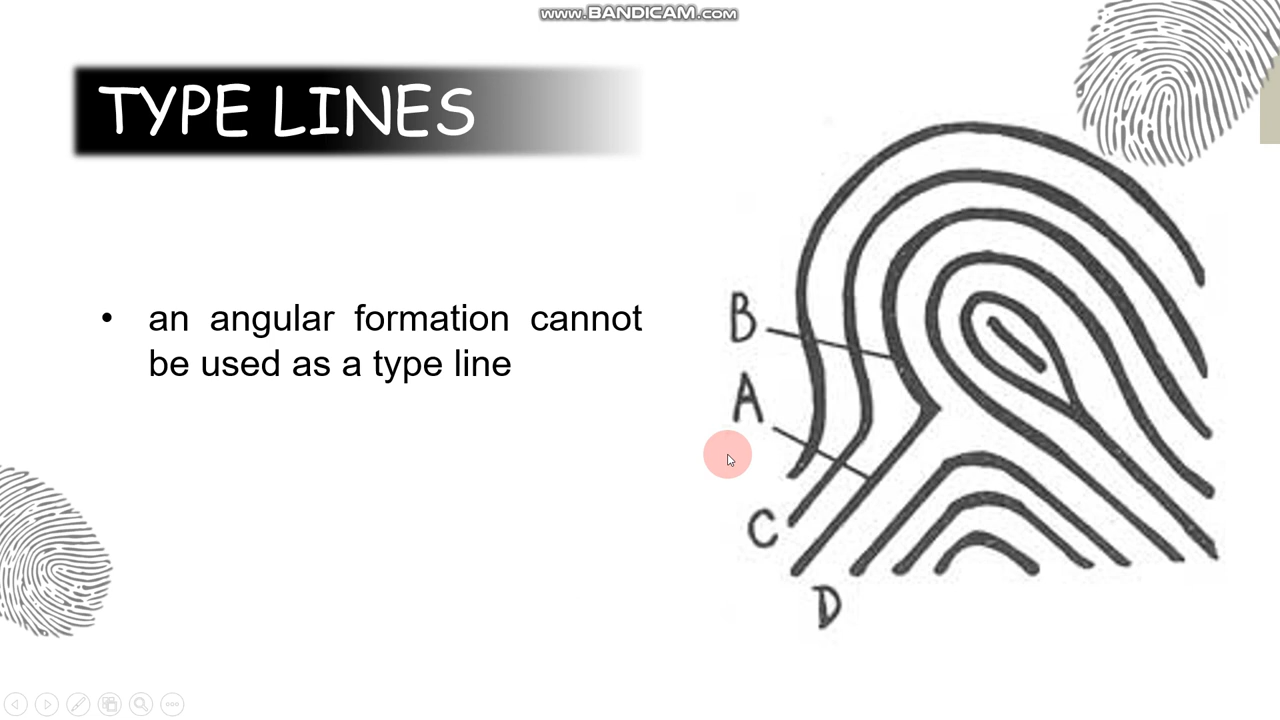 www.BANDICAM.com
TYPE LINES
• an angular formation cannot
be used as a type line
B
A
C
D